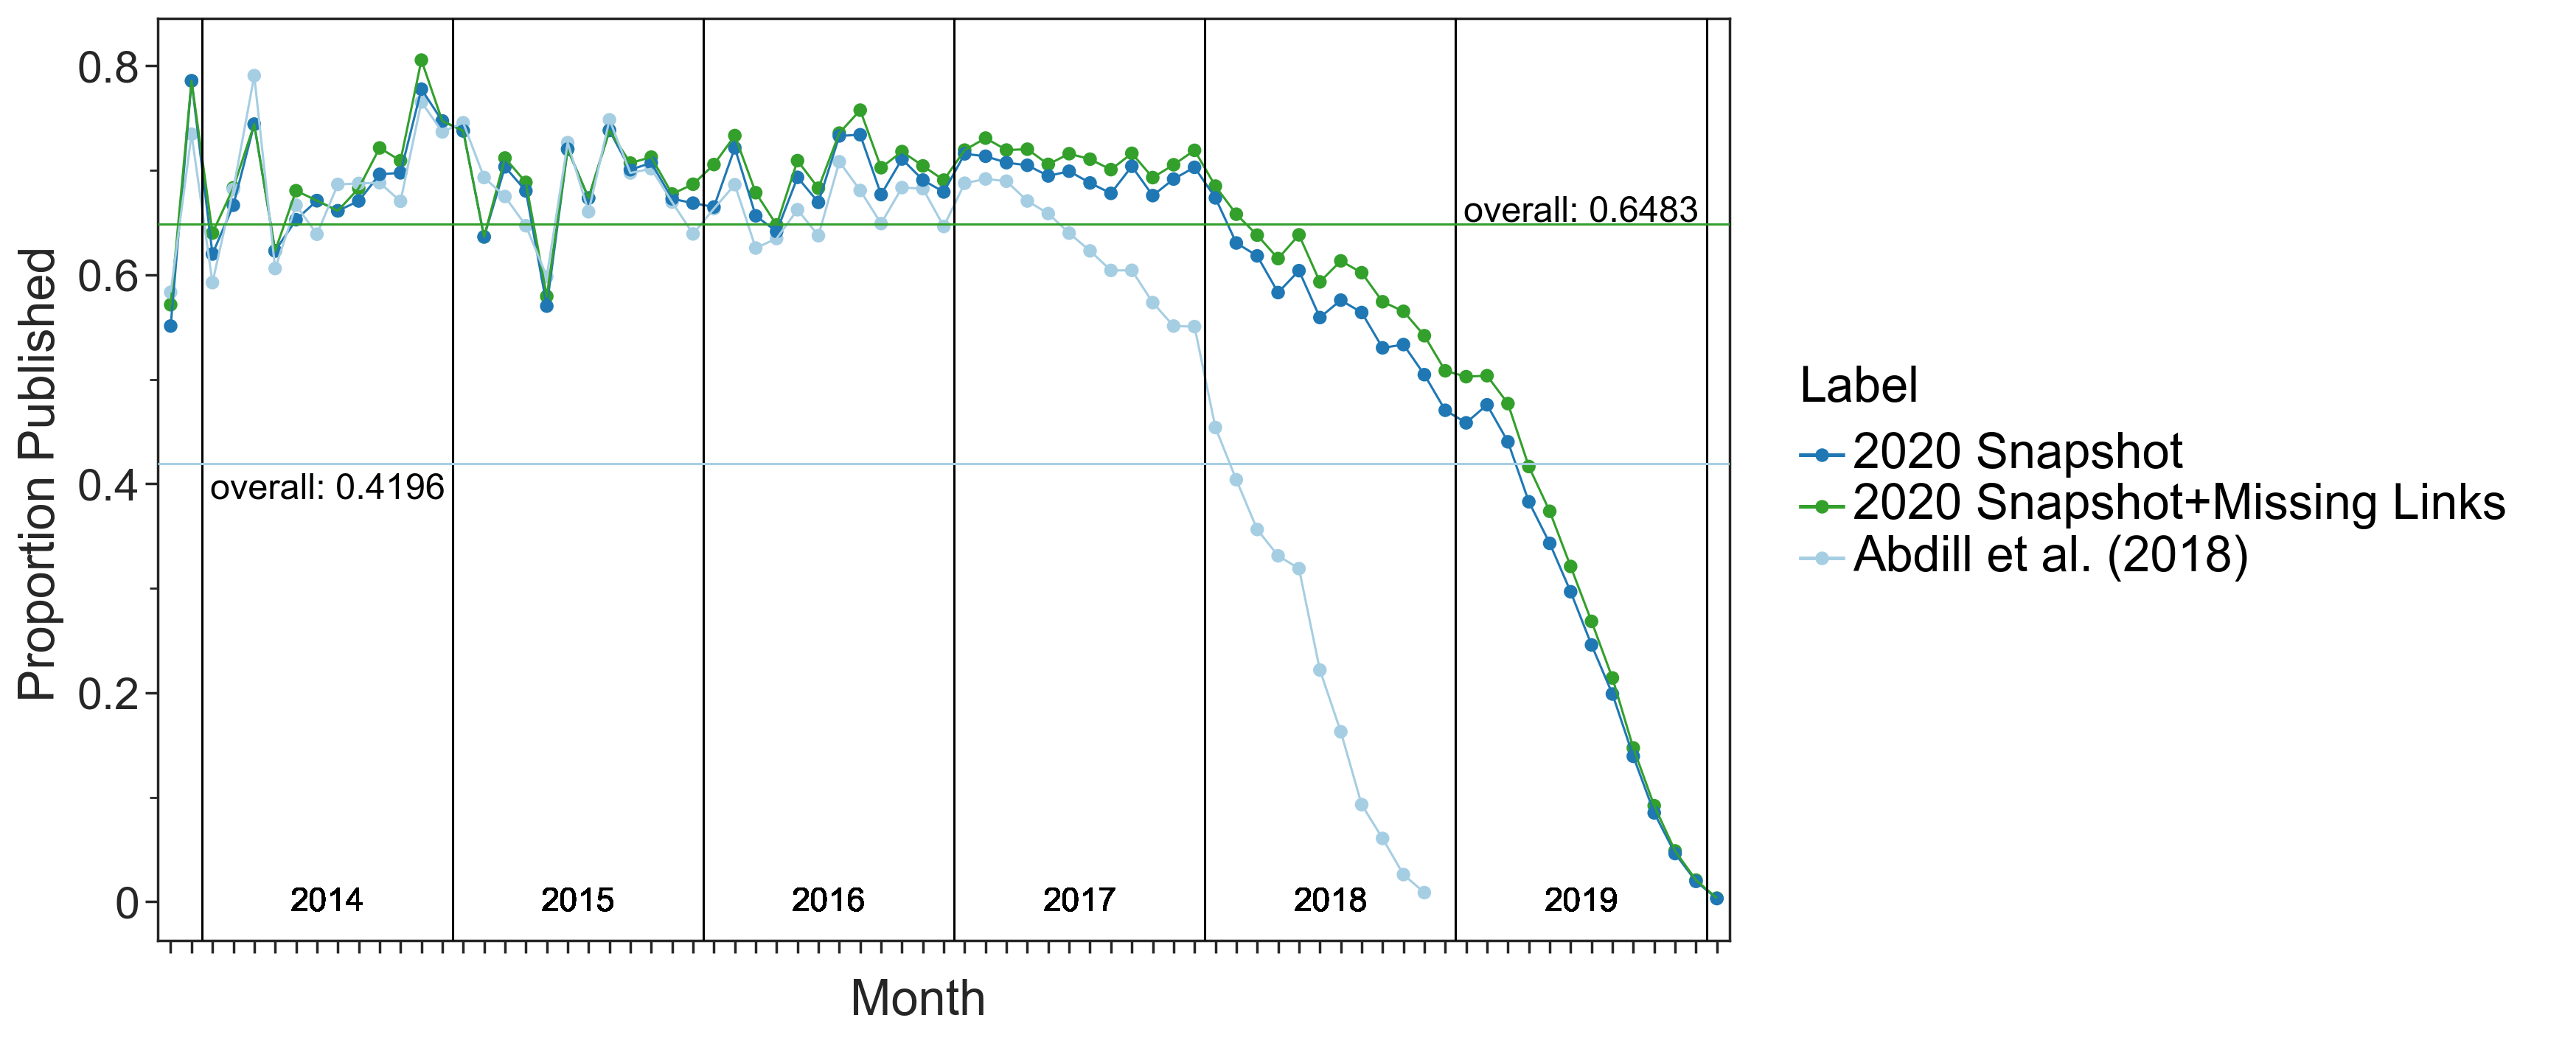 Proportion Published
0.8
0.6
0.4
0.2
0
overall: 0.6483
overall: 0.4196
2014
2015
2016
2017
2018
2019
Month
Label
2020 Snapshot
2020 Snapshot+Missing Links
Abdill et al. (2018)